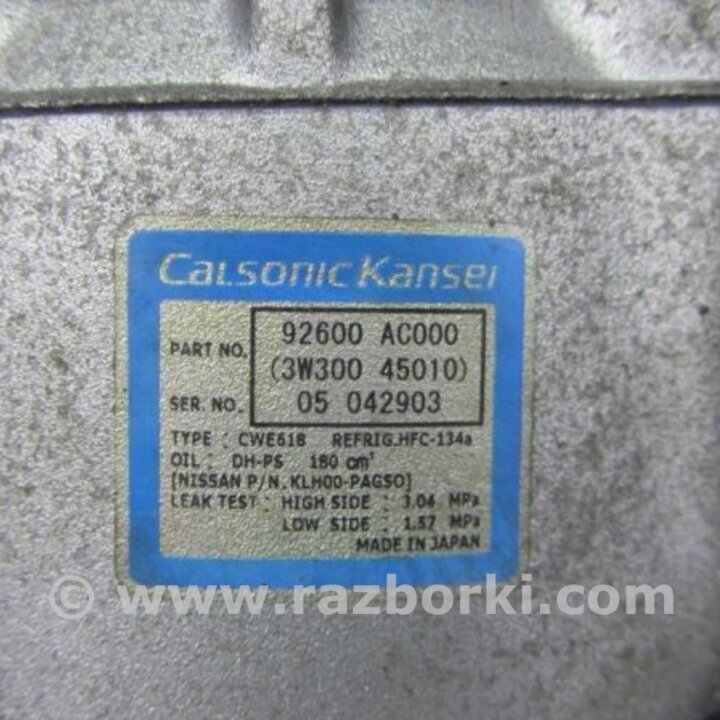 CALSONIC KANSEI
PART NO. 92600 AC000
(3W300 45010)
SER. NO. 05 042903
TYPE : CWE618 REFRIG.HFC-134a
OIL : DH-PS 180 cm³
[NISSAN P/N. KLH00-PAGS0]
LEAK TEST : HIGH SIDE : 3.04 MPa
LOW SIDE : 1.57 MPa
MADE IN JAPAN
© www.razborki.com